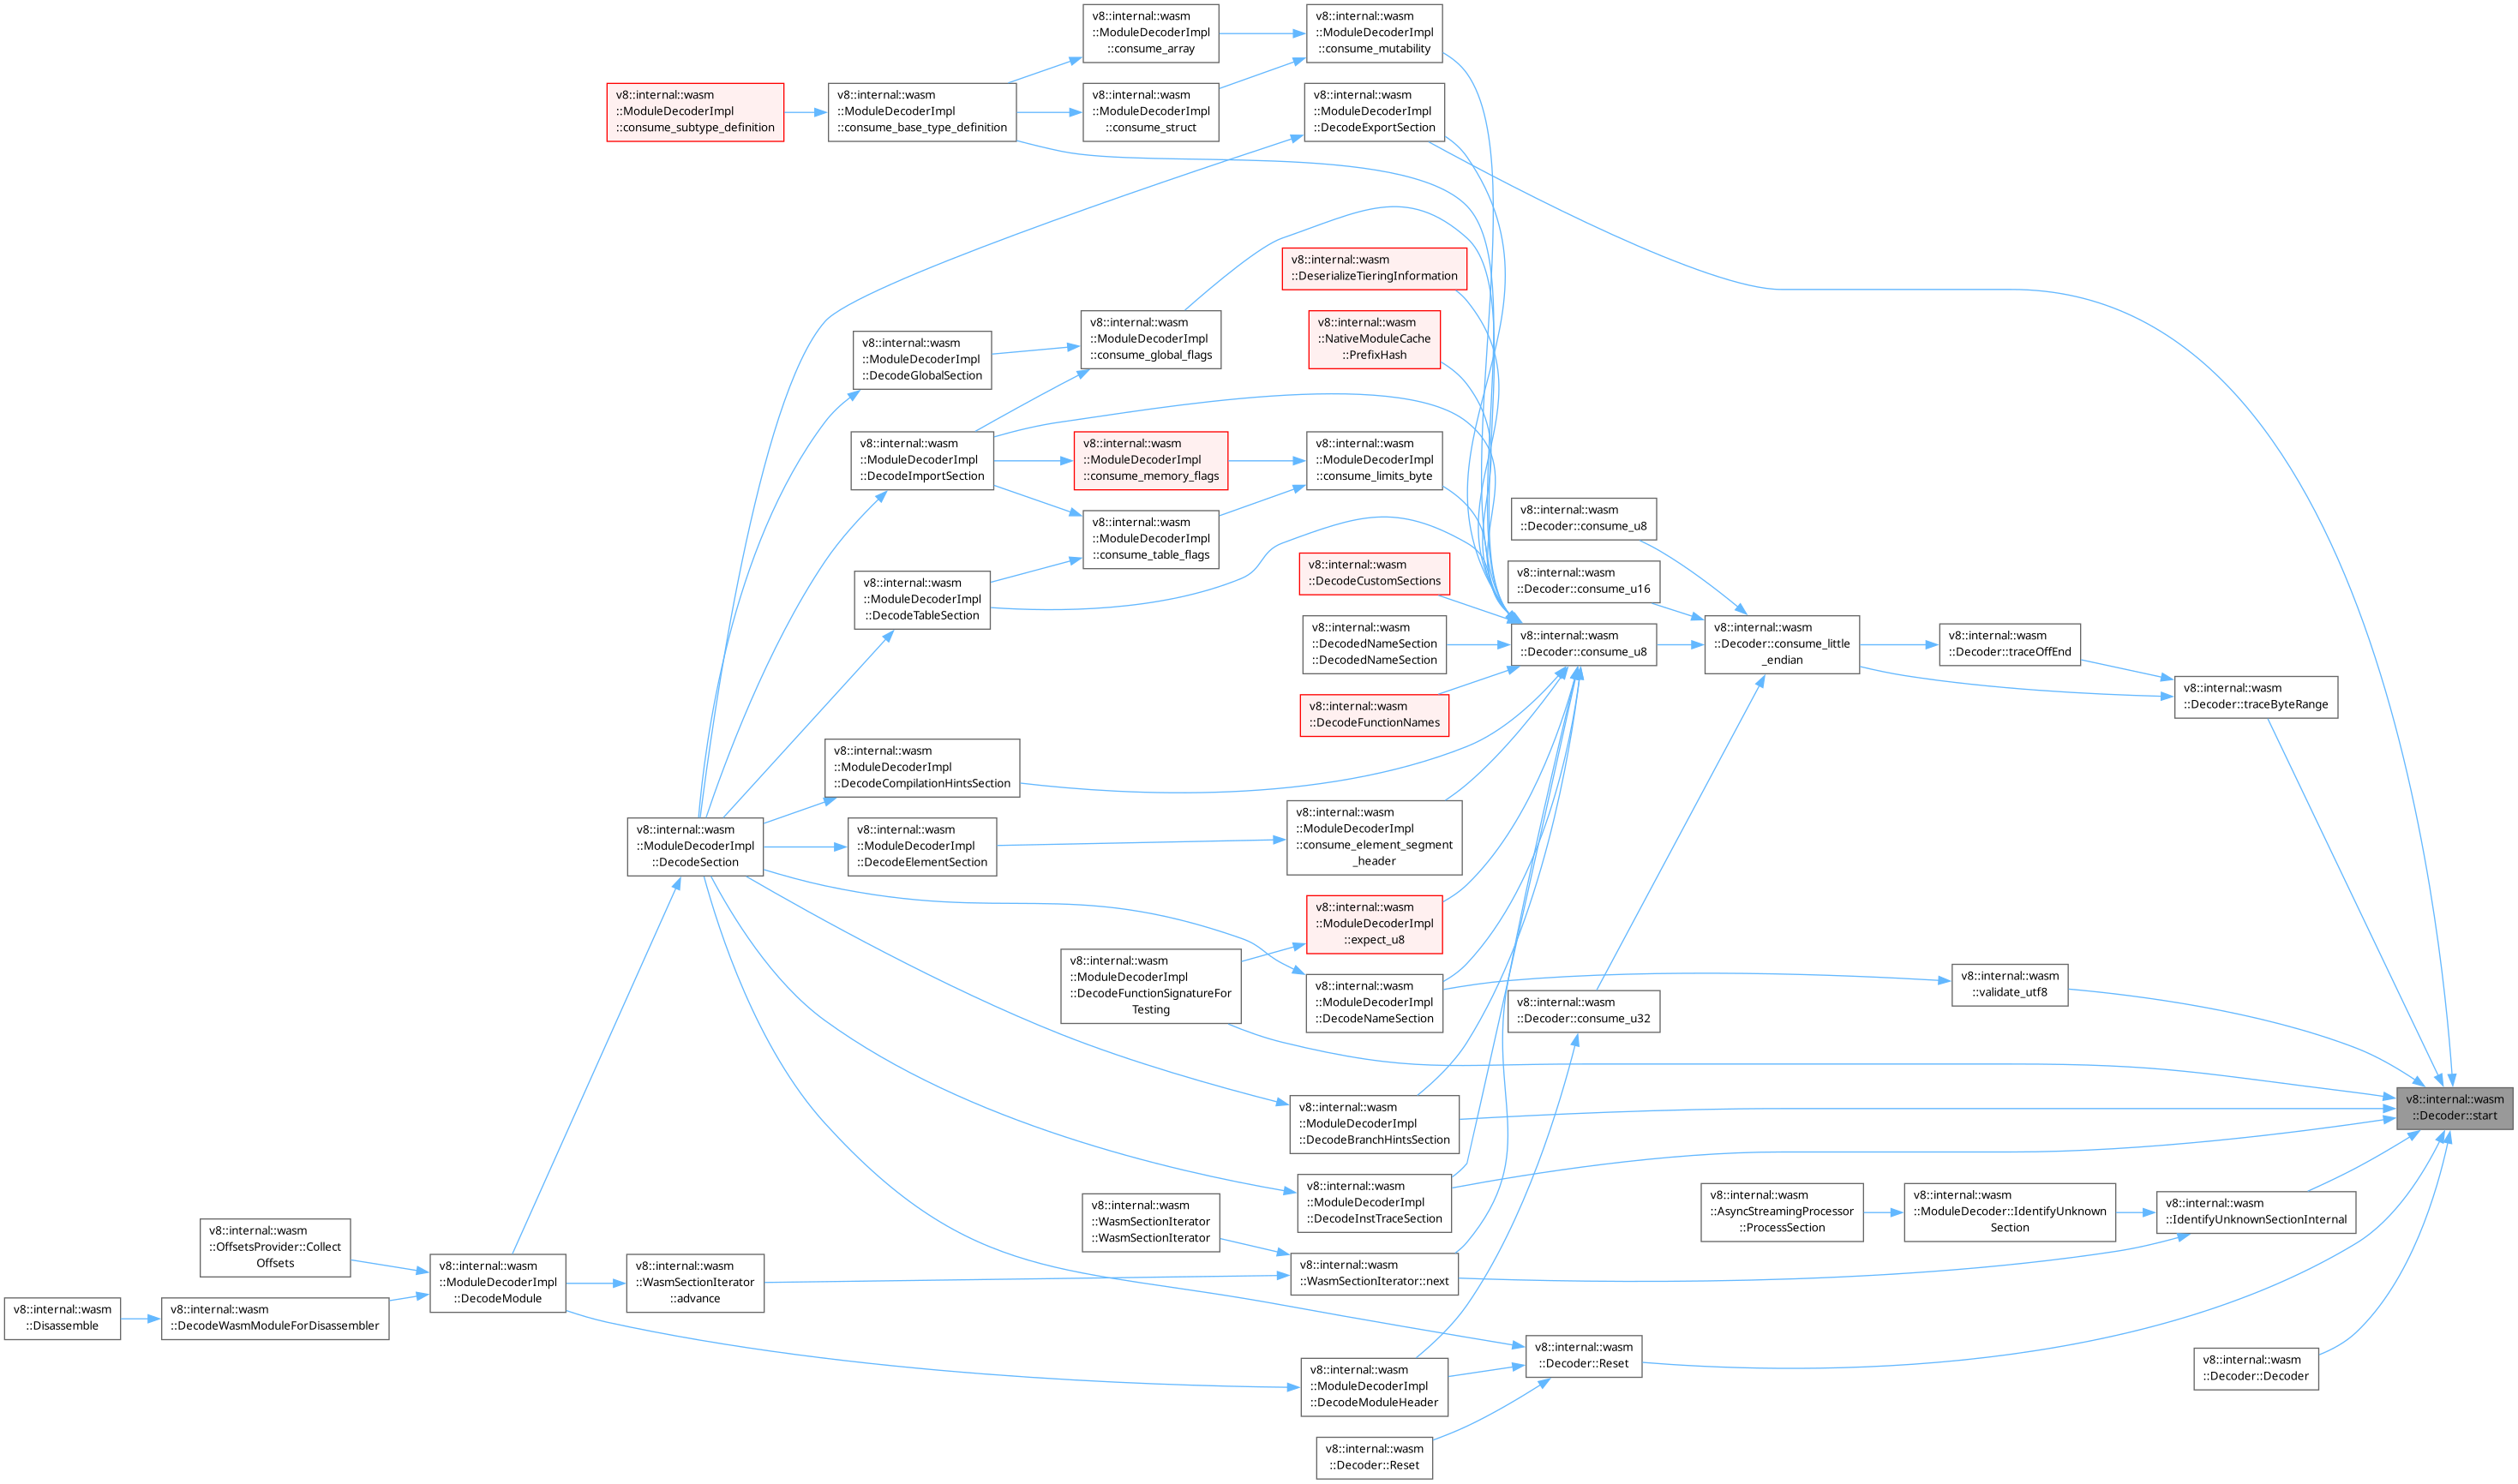 v8::internal::wasm
::ModuleDecoderImpl
::consume_array
v8::internal::wasm
::ModuleDecoderImpl
::consume_mutability
v8::internal::wasm
::ModuleDecoderImpl
::consume_subtype_definition
v8::internal::wasm
::ModuleDecoderImpl
::consume_base_type_definition
v8::internal::wasm
::ModuleDecoderImpl
::consume_struct
v8::internal::wasm
::ModuleDecoderImpl
::DecodeExportSection
v8::internal::wasm
::DeserializeTieringInformation
v8::internal::wasm
::ModuleDecoderImpl
::consume_global_flags
v8::internal::wasm
::NativeModuleCache
::PrefixHash
v8::internal::wasm
::ModuleDecoderImpl
::DecodeGlobalSection
v8::internal::wasm
::ModuleDecoderImpl
::DecodeImportSection
v8::internal::wasm
::ModuleDecoderImpl
::consume_memory_flags
v8::internal::wasm
::ModuleDecoderImpl
::consume_limits_byte
v8::internal::wasm
::Decoder::consume_u8
v8::internal::wasm
::ModuleDecoderImpl
::consume_table_flags
v8::internal::wasm
::DecodeCustomSections
v8::internal::wasm
::Decoder::consume_u16
v8::internal::wasm
::ModuleDecoderImpl
::DecodeTableSection
v8::internal::wasm
::DecodedNameSection
::DecodedNameSection
v8::internal::wasm
::Decoder::consume_u8
v8::internal::wasm
::Decoder::consume_little
_endian
v8::internal::wasm
::Decoder::traceOffEnd
v8::internal::wasm
::Decoder::traceByteRange
v8::internal::wasm
::DecodeFunctionNames
v8::internal::wasm
::ModuleDecoderImpl
::DecodeCompilationHintsSection
v8::internal::wasm
::ModuleDecoderImpl
::DecodeSection
v8::internal::wasm
::ModuleDecoderImpl
::DecodeElementSection
v8::internal::wasm
::ModuleDecoderImpl
::consume_element_segment
_header
v8::internal::wasm
::ModuleDecoderImpl
::expect_u8
v8::internal::wasm
::ModuleDecoderImpl
::DecodeFunctionSignatureFor
Testing
v8::internal::wasm
::ModuleDecoderImpl
::DecodeNameSection
v8::internal::wasm
::Decoder::consume_u32
v8::internal::wasm
::validate_utf8
v8::internal::wasm
::Decoder::start
v8::internal::wasm
::ModuleDecoderImpl
::DecodeBranchHintsSection
v8::internal::wasm
::ModuleDecoderImpl
::DecodeInstTraceSection
v8::internal::wasm
::AsyncStreamingProcessor
::ProcessSection
v8::internal::wasm
::ModuleDecoder::IdentifyUnknown
Section
v8::internal::wasm
::IdentifyUnknownSectionInternal
v8::internal::wasm
::WasmSectionIterator
::WasmSectionIterator
v8::internal::wasm
::OffsetsProvider::Collect
Offsets
v8::internal::wasm
::ModuleDecoderImpl
::DecodeModule
v8::internal::wasm
::WasmSectionIterator
::advance
v8::internal::wasm
::WasmSectionIterator::next
v8::internal::wasm
::Disassemble
v8::internal::wasm
::DecodeWasmModuleForDisassembler
v8::internal::wasm
::ModuleDecoderImpl
::DecodeModuleHeader
v8::internal::wasm
::Decoder::Reset
v8::internal::wasm
::Decoder::Decoder
v8::internal::wasm
::Decoder::Reset